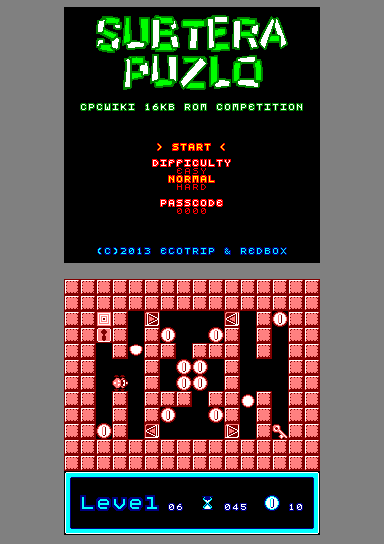 SUBTERA
PUZLO
CPCWIKI 16KB ROM COMPETITION
> START <
DIFFICULTY
EASY
NORMAL
HARD
PASSCODE
0000
(C)2013 ECOTRIP & REDBOX
Level 06 045 10